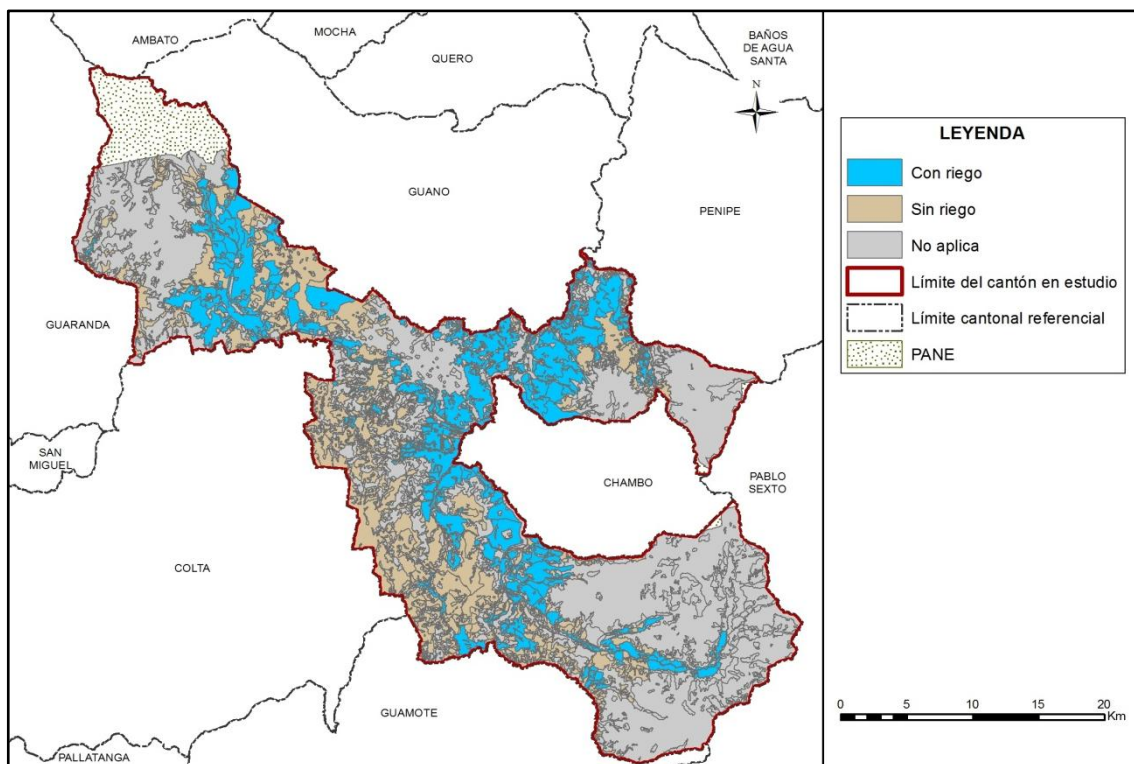 AMBATO
MOCHA
QUERO
BAÑOS
DE AGUA
SANTA
N
GUANO
PENIPE
GUARANDA
SAN
MIGUEL
CHAMBO
PABLO
SEXTO
COLTA
GUAMOTE
PALLATANGA
LEYENDA
Con riego
Sin riego
No aplica
Límite del cantón en estudio
Límite cantonal referencial
PANE
0 5 10 15 20
Km